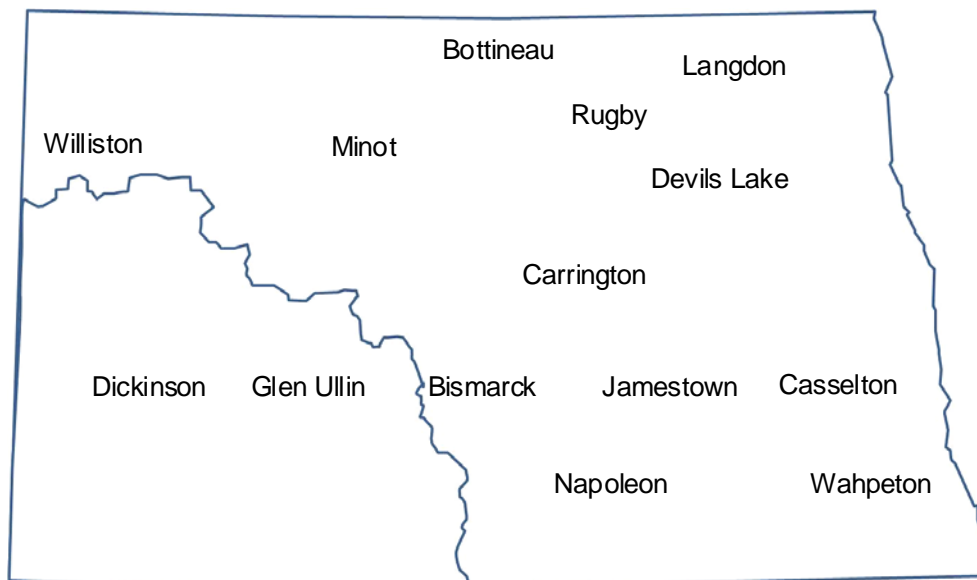 Bottineau
Langdon
Rugby
Williston
Minot
Devils Lake
Carrington
Dickinson
Glen Ullin
Bismarck
Jamestown
Casselton
Napoleon
Wahpeton